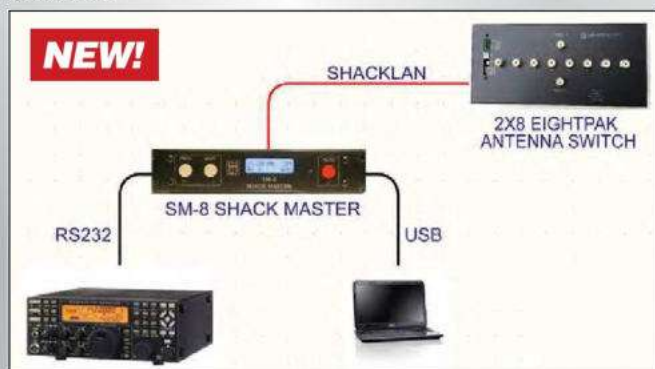 NEW!
SHACKLAN
2X8 EIGHTPAK
ANTENNA SWITCH
SM-8 SHACK MASTER
RS232
USB